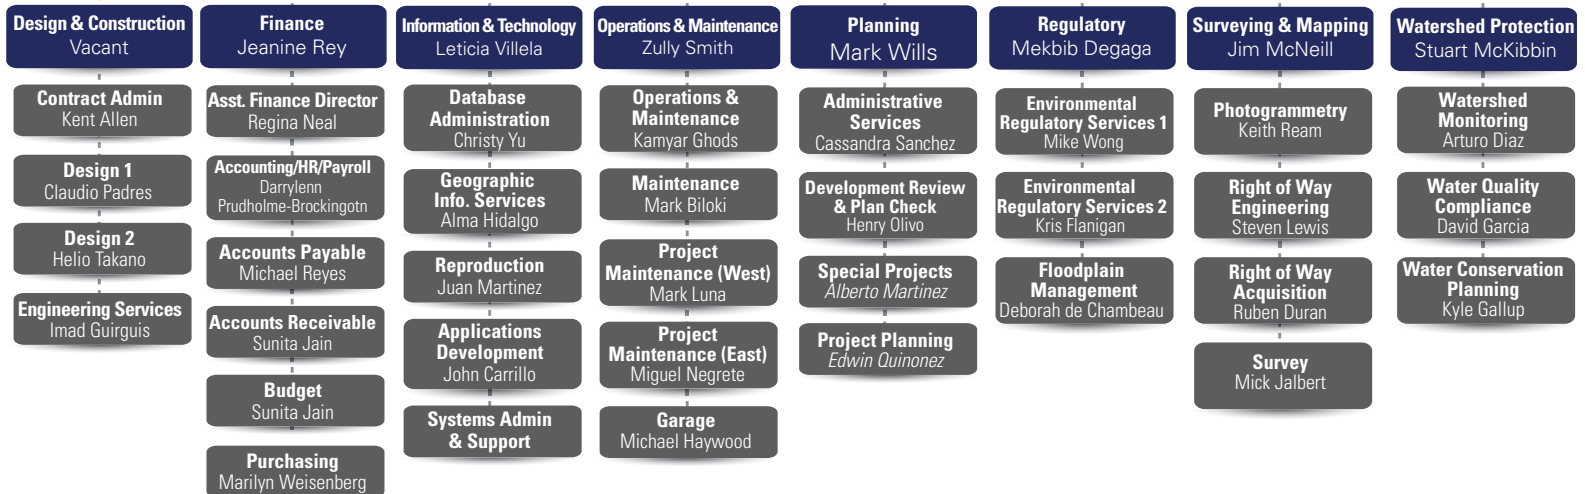 Design & Construction
Vacant
Contract Admin
Kent Allen
Design 1
Claudio Padres
Design 2
Helio Takano
Engineering Services
Imad Guirguis
Finance
Jeanine Rey
Asst. Finance Director
Regina Neal
Accounting/HR/Payroll
Darrylenn
Prudholme-Brockingotn
Accounts Payable
Michael Reyes
Accounts Receivable
Sunita Jain
Budget
Sunita Jain
Purchasing
Marilyn Weisenberg
Information & Technology
Leticia Villela
Database
Administration
Christy Yu
Geographic
Info. Services
Alma Hidalgo
Reproduction
Juan Martinez
Applications
Development
John Carrillo
Systems Admin
& Support
Operations & Maintenance
Zully Smith
Operations &
Maintenance
Kamyar Ghods
Maintenance
Mark Biloki
Project
Maintenance (West)
Mark Luna
Project
Maintenance (East)
Miguel Negrete
Garage
Michael Haywood
Planning
Mark Wills
Administrative
Services
Cassandra Sanchez
Development Review
& Plan Check
Henry Olivo
Special Projects
Alberto Martinez
Project Planning
Edwin Quinonez
Regulatory
Mekbib Degaga
Environmental
Regulatory Services 1
Mike Wong
Environmental
Regulatory Services 2
Kris Flanigan
Floodplain
Management
Deborah de Chambeau
Surveying & Mapping
Jim McNeill
Photogrammetry
Keith Ream
Right of Way
Engineering
Steven Lewis
Right of Way
Acquisition
Ruben Duran
Survey
Mick Jalbert
Watershed Protection
Stuart McKibbin
Watershed
Monitoring
Arturo Diaz
Water Quality
Compliance
David Garcia
Water Conservation
Planning
Kyle Gallup